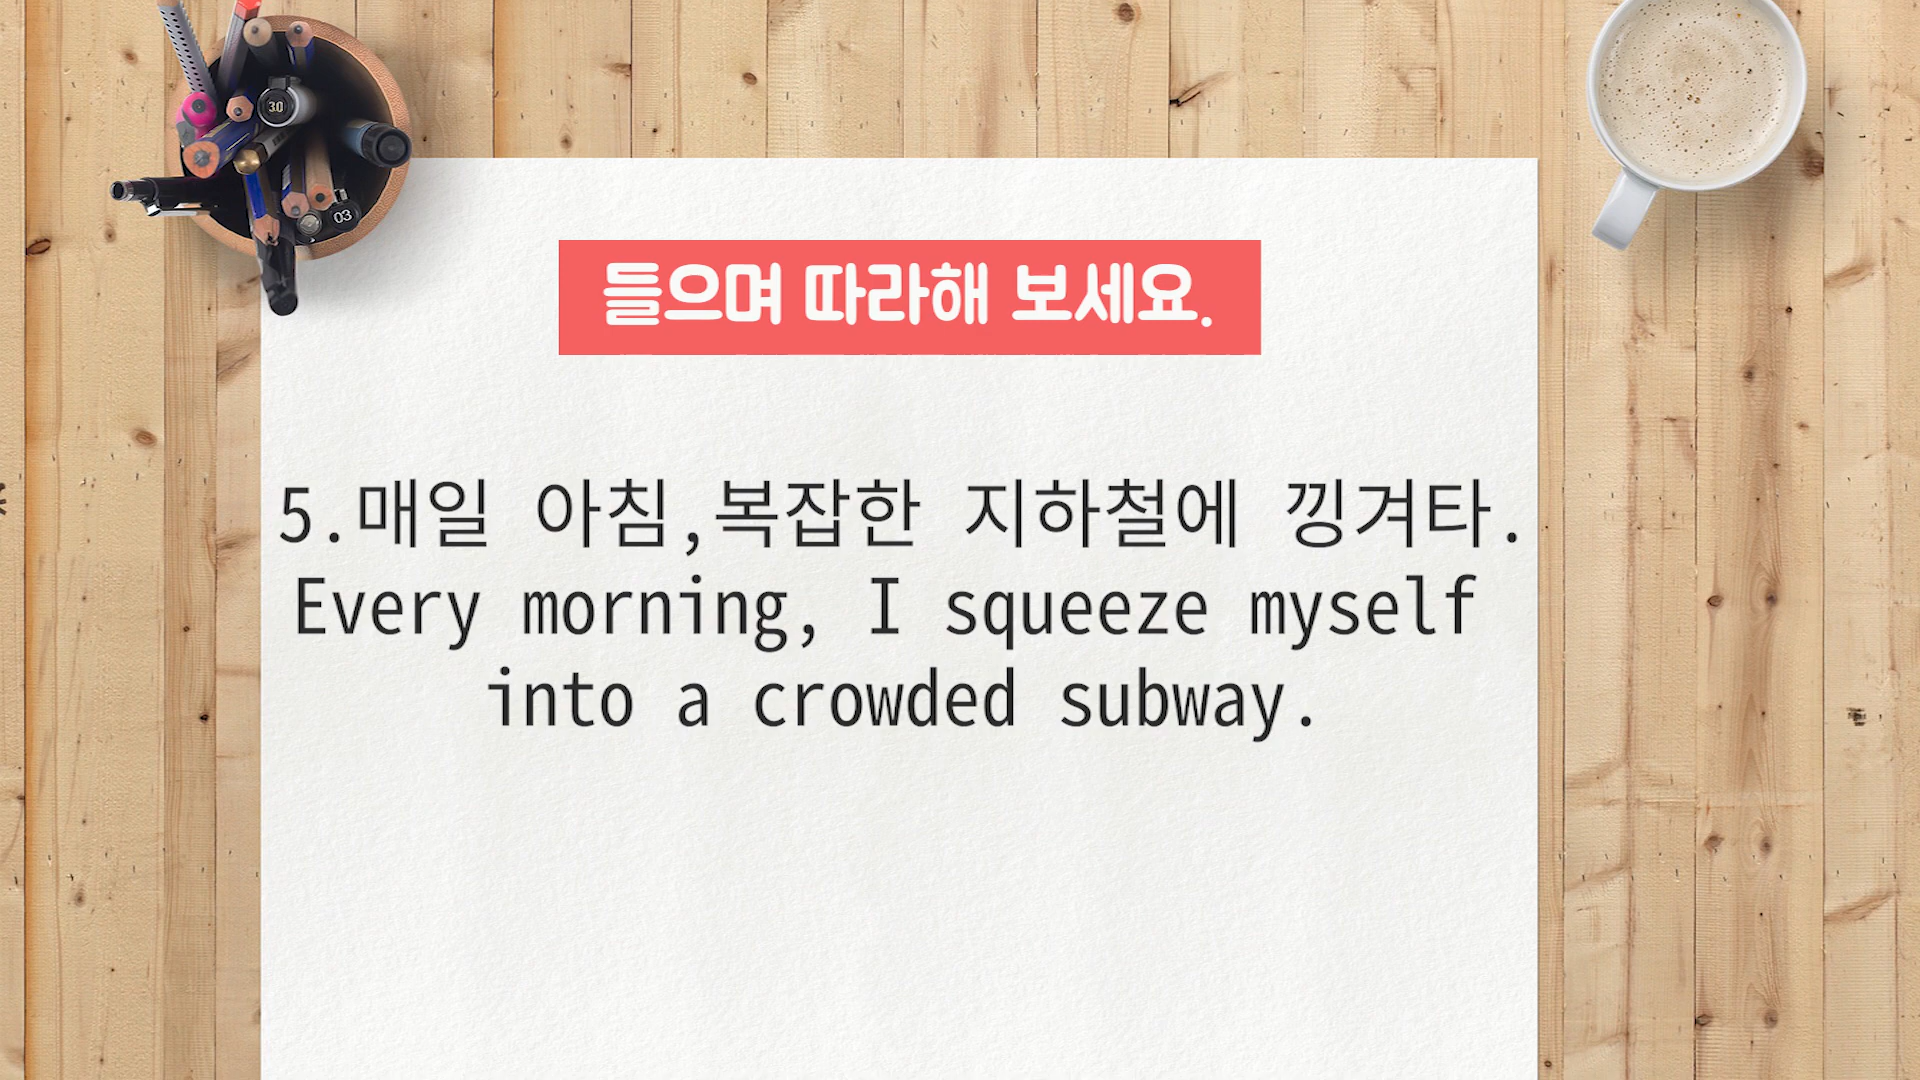 3.0
03
들으며 따라해 보세요.
5.매일 아침,복잡한 지하철에 낑겨타.
Every morning, I squeeze myself
into a crowded subway.